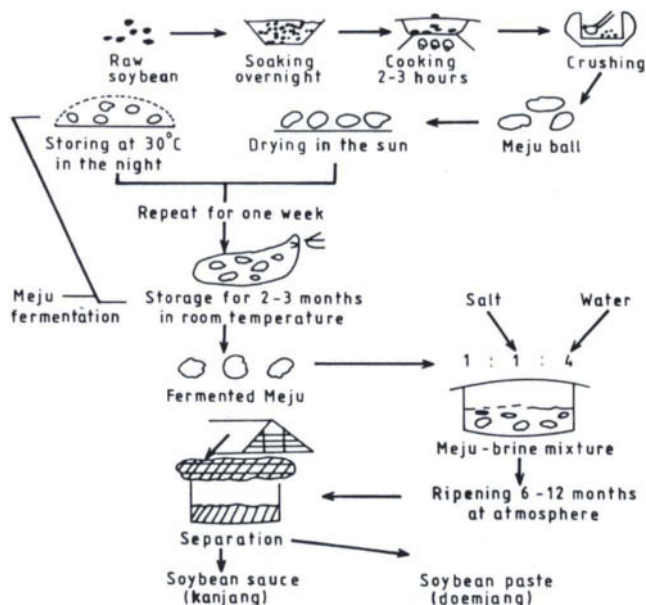 Raw
soybean
Soaking
overnight
Cooking
2-3 hours
Crushing
Storing at 30°C
in the night
Drying in the sun
Meju ball
Repeat for one week
Meju
fermentation
Storage for 2-3 months
in room temperature
Salt
Water
1 : 1 : 4
Fermented Meju
Meju-brine mixture
Ripening 6-12 months
at atmosphere
Separation
Soybean sauce
(kanjang)
Soybean paste
(doemjang)